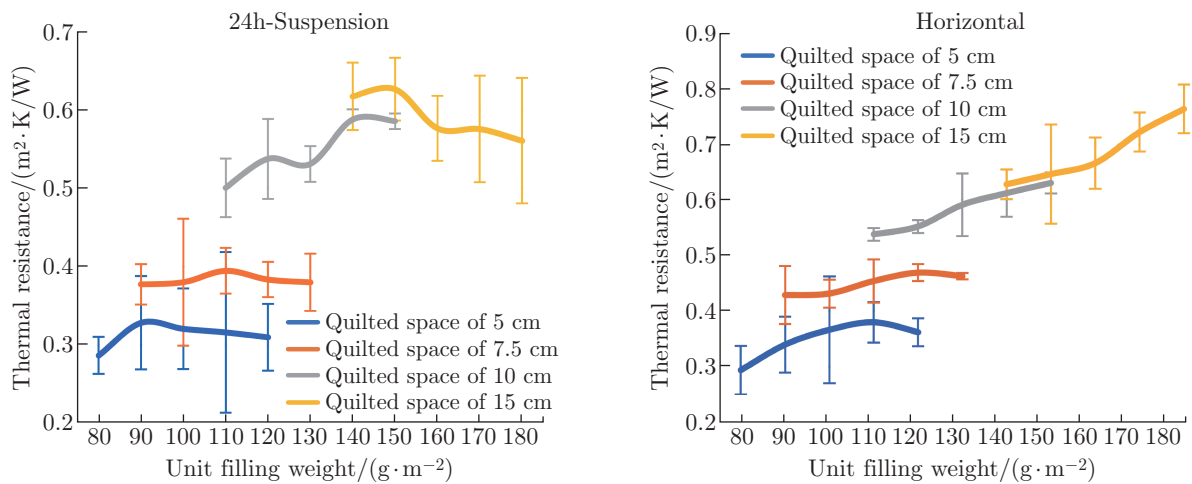 24h-Suspension
Thermal resistance/(m²·K/W)
0.7
0.6
0.5
0.4
0.3
0.2
Quilted space of 5 cm
Quilted space of 7.5 cm
Quilted space of 10 cm
Quilted space of 15 cm
80 90 100 110 120 130 140 150 160 170 180
Unit filling weight/(g·m⁻²)
Horizontal
Thermal resistance/(m²·K/W)
0.9
0.8
0.7
0.6
0.5
0.4
0.3
0.2
Quilted space of 5 cm
Quilted space of 7.5 cm
Quilted space of 10 cm
Quilted space of 15 cm
80 90 100 110 120 130 140 150 160 170 180
Unit filling weight/(g·m⁻²)